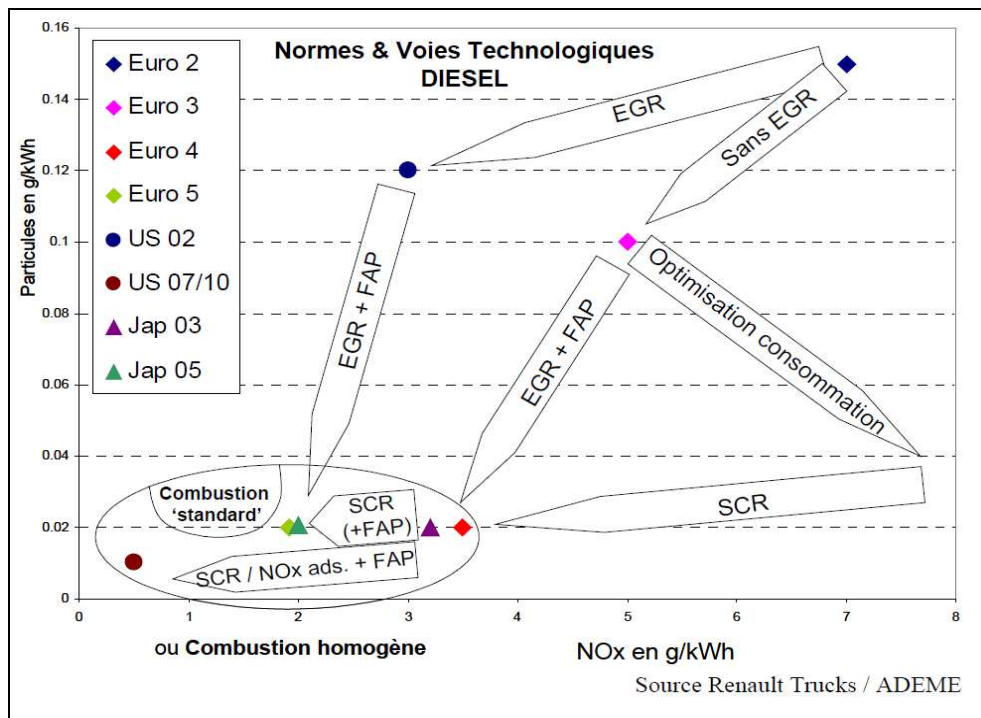 Normes & Voies Technologiques
DIESEL
Euro 2
Euro 3
Euro 4
Euro 5
US 02
US 07/10
Jap 03
Jap 05
Particules en g/kWh
0.16
0.14
0.12
0.1
0.08
0.06
0.04
0.02
0
EGR
Sans EGR
EGR + FAP
EGR + FAP
Optimisation consommation
SCR
Combustion
‘standard’
SCR
(+FAP)
SCR / NOx ads. + FAP
0 1 2 3 4 5 6 7 8
ou Combustion homogène
NOx en g/kWh
Source Renault Trucks / ADEME